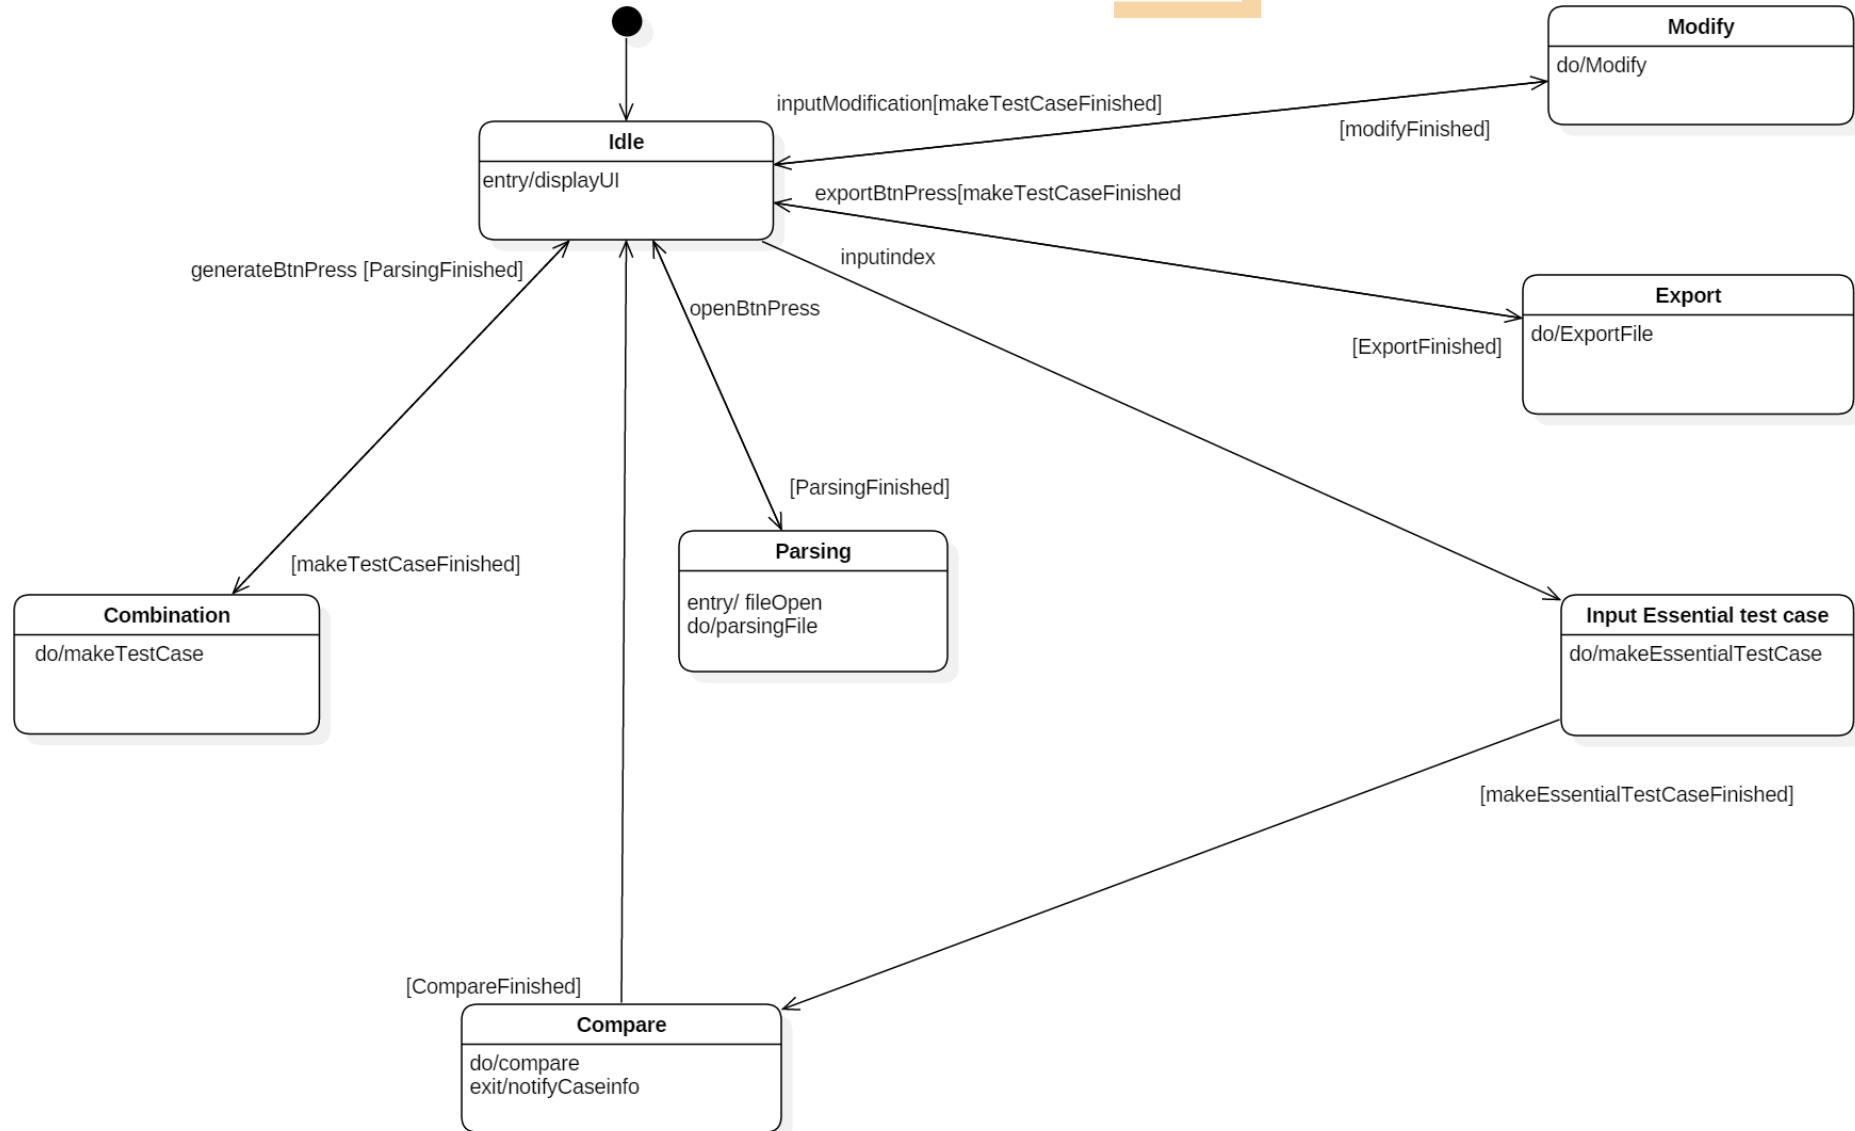 Modify
do/Modify
inputModification[makeTestCaseFinished]
[modifyFinished]
Idle
entry/displayUI
exportBtnPress[makeTestCaseFinished
inputindex
generateBtnPress [ParsingFinished]
openBtnPress
Export
do/ExportFile
[ExportFinished]
[ParsingFinished]
Parsing
entry/ fileOpen
do/parsingFile
[makeTestCaseFinished]
Combination
do/makeTestCase
Input Essential test case
do/makeEssentialTestCase
[makeEssentialTestCaseFinished]
[CompareFinished]
Compare
do/compare
exit/notifyCaseinfo